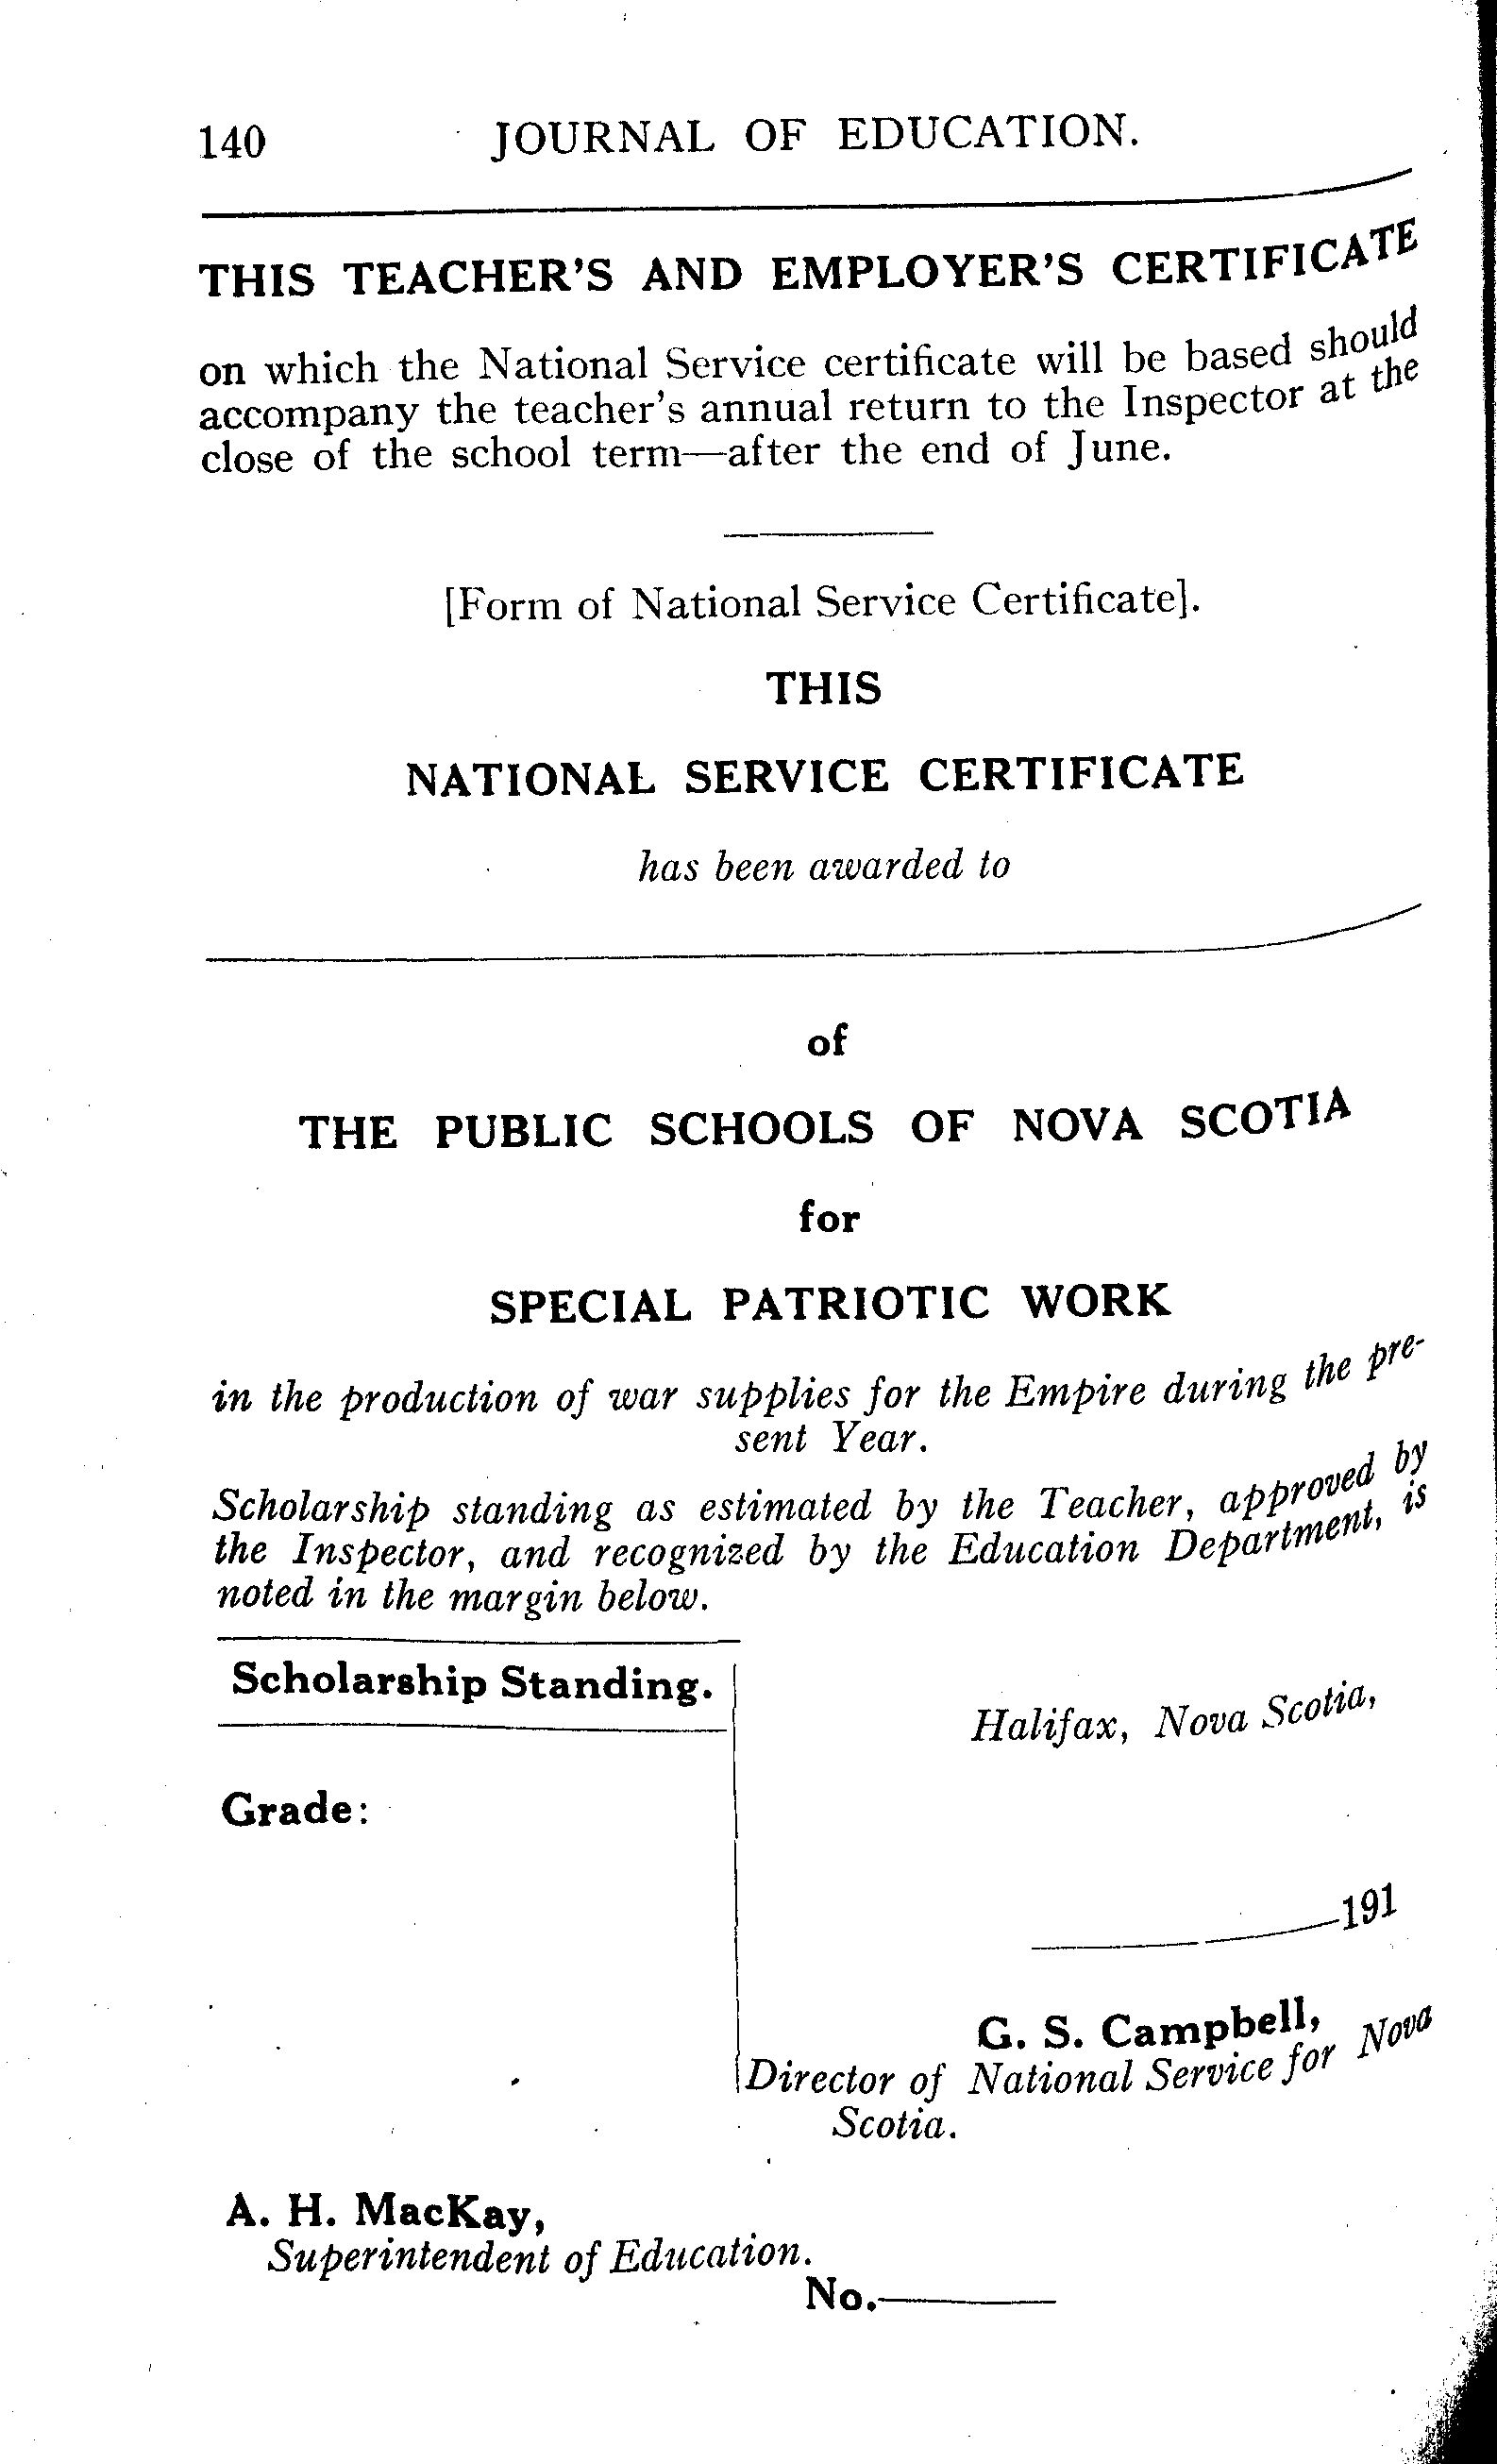 140 JOURNAL OF EDUCATION.
THIS TEACHER'S AND EMPLOYER'S CERTIFICATE
on which the National Service certificate will be based should
accompany the teacher's annual return to the Inspector at the
close of the school term—after the end of June.
[Form of National Service Certificate].
THIS
NATIONAL SERVICE CERTIFICATE
has been awarded to
of
THE PUBLIC SCHOOLS OF NOVA SCOTIA
for
SPECIAL PATRIOTIC WORK
in the production of war supplies for the Empire during the pre-
sent Year.
Scholarship standing as estimated by the Teacher, approved by
the Inspector, and recognized by the Education Department, is
noted in the margin below.
Scholarship Standing.
Halifax, Nova Scotia,
Grade:
191
G. S. Campbell,
Director of National Service for Nova
Scotia.
A. H. MacKay,
Superintendent of Education.
No.